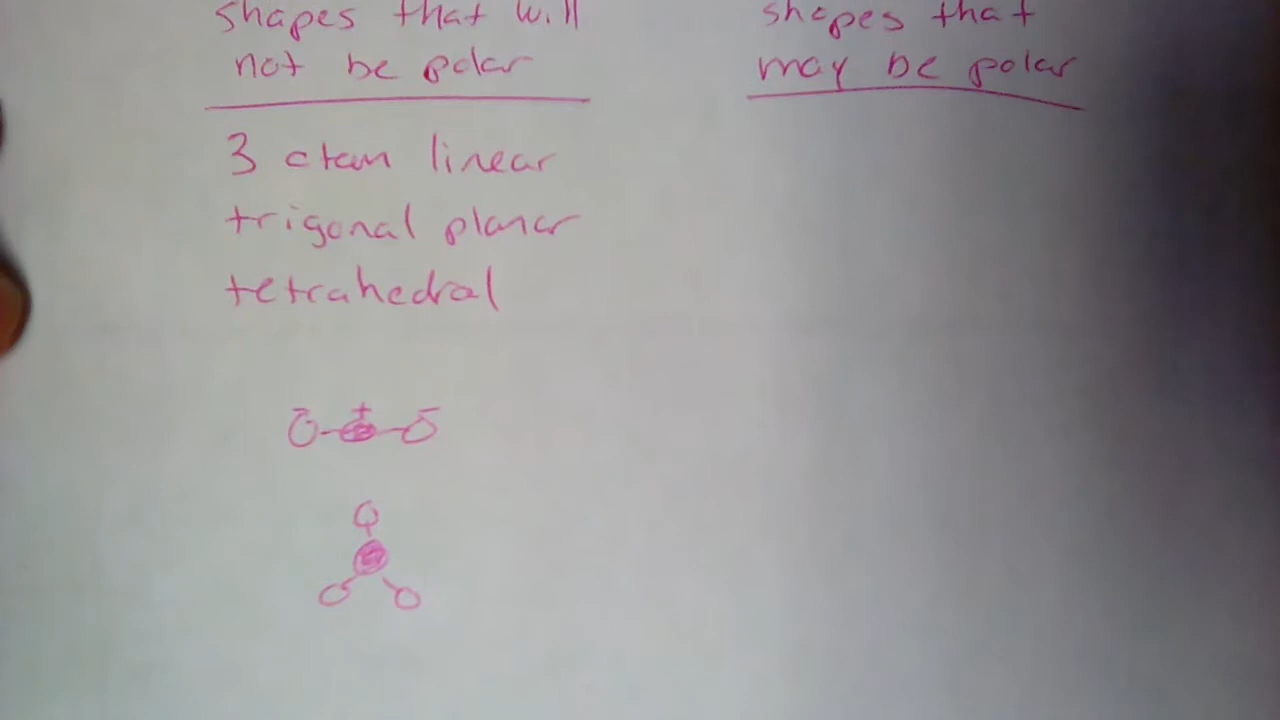 shapes that will
not be polar
shapes that
may be polar
3 atom linear
trigonal planar
tetrahedral
- + -